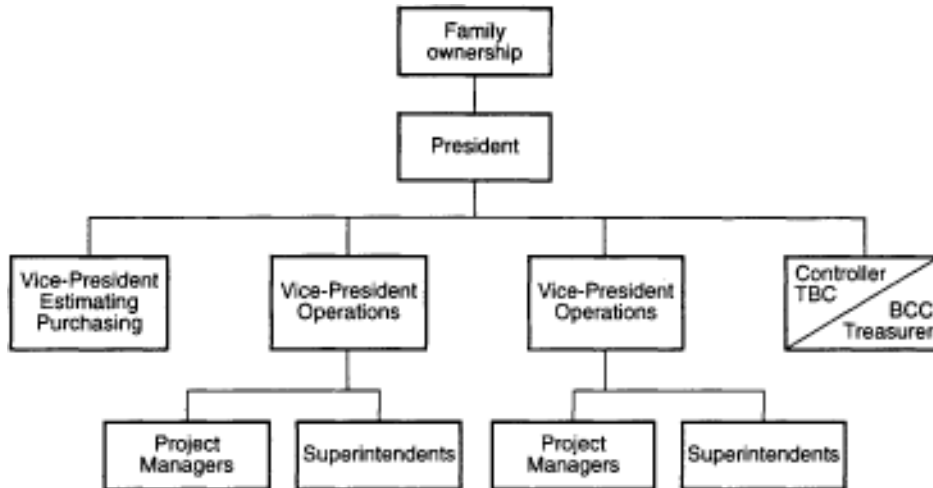 Family
ownership
President
Vice-President
Estimating
Purchasing
Vice-President
Operations
Vice-President
Operations
Controller
TBC
BCC
Treasurer
Project
Managers
Superintendents
Project
Managers
Superintendents